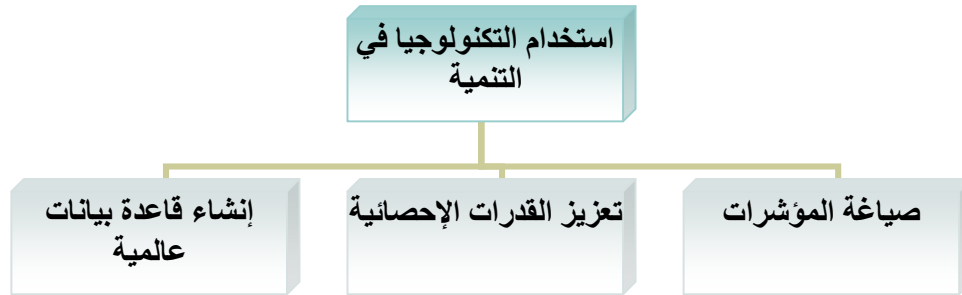 استخدام التكنولوجيا في
التنمية
صياغة المؤشرات
تعزيز القدرات الإحصائية
إنشاء قاعدة بيانات
عالمية